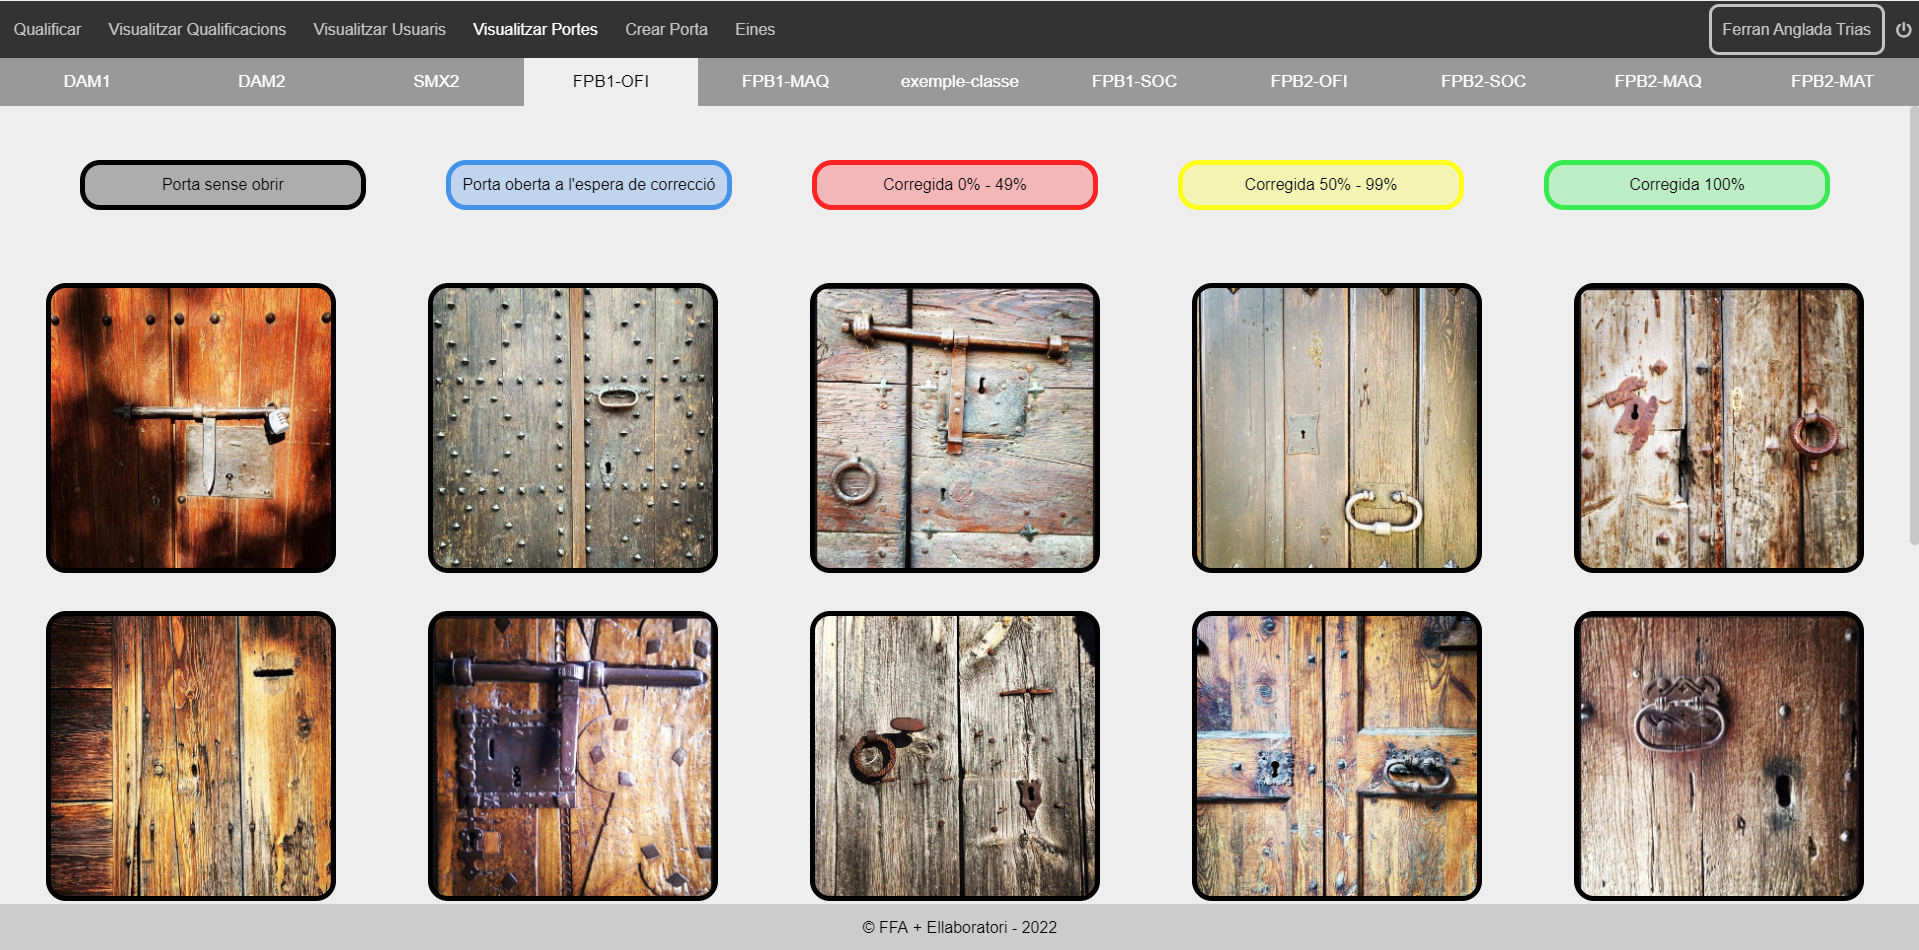 Qualificar Visualitzar Qualificacions Visualitzar Usuaris Visualitzar Portes Crear Porta Eines Ferran Anglada Trias
DAM1 DAM2 SMX2 FPB1-OFI FPB1-MAQ exemple-classe FPB1-SOC FPB2-OFI FPB2-SOC FPB2-MAQ FPB2-MAT
Porta sense obrir Porta oberta a l'espera de correcció Corregida 0% - 49% Corregida 50% - 99% Corregida 100%
© FFA + Ellaboratori - 2022